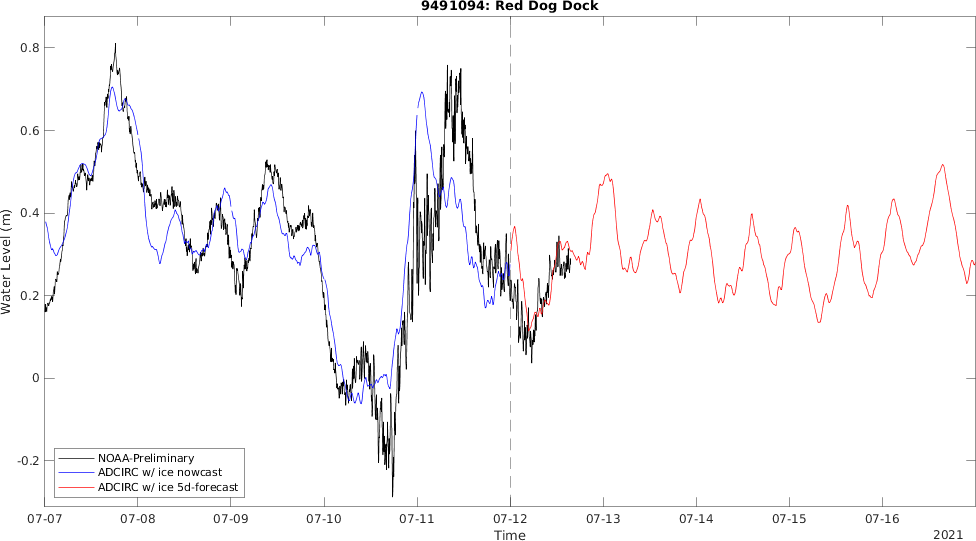 9491094: Red Dog Dock
Water Level (m)
0.8
0.6
0.4
0.2
0
-0.2
NOAA-Preliminary
ADCIRC w/ ice nowcast
ADCIRC w/ ice 5d-forecast
07-07 07-08 07-09 07-10 07-11 07-12 07-13 07-14 07-15 07-16
Time
2021